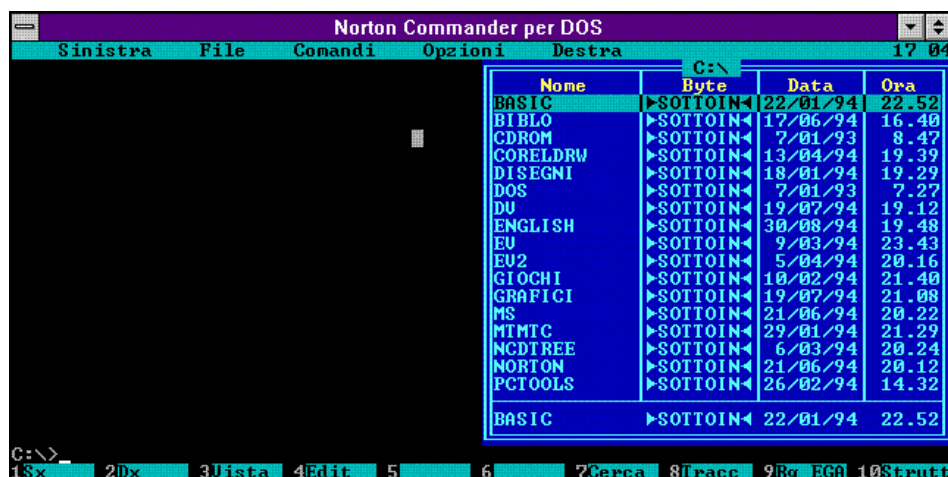 Norton Commander per DOS
Sinistra File Comandi Opzioni Destra 17 04
C:\
Nome Byte Data Ora
BASIC ►SOTTOIN◄ 22/01/94 22.52
BIBLO ►SOTTOIN◄ 17/06/94 16.40
CDROM ►SOTTOIN◄ 7/01/93 8.47
CORELDRW ►SOTTOIN◄ 13/04/94 19.39
DISEGNI ►SOTTOIN◄ 18/01/94 19.29
DOS ►SOTTOIN◄ 7/01/93 7.27
DV ►SOTTOIN◄ 19/07/94 19.12
ENGLISH ►SOTTOIN◄ 30/08/94 19.48
EV ►SOTTOIN◄ 9/03/94 23.43
EV2 ►SOTTOIN◄ 5/04/94 20.16
GIOCHI ►SOTTOIN◄ 10/02/94 21.40
GRAFICI ►SOTTOIN◄ 19/07/94 21.08
MS ►SOTTOIN◄ 21/06/94 20.22
MTMTC ►SOTTOIN◄ 29/01/94 21.29
NCDTREE ►SOTTOIN◄ 6/03/94 20.24
NORTON ►SOTTOIN◄ 21/06/94 20.12
PCTOOLS ►SOTTOIN◄ 26/02/94 14.32
BASIC ►SOTTOIN◄ 22/01/94 22.52
C:\>_
1Sx 2Dx 3Vista 4Edit 5 6 7Cerca 8Tracc 9Rg EGA 10Strutt